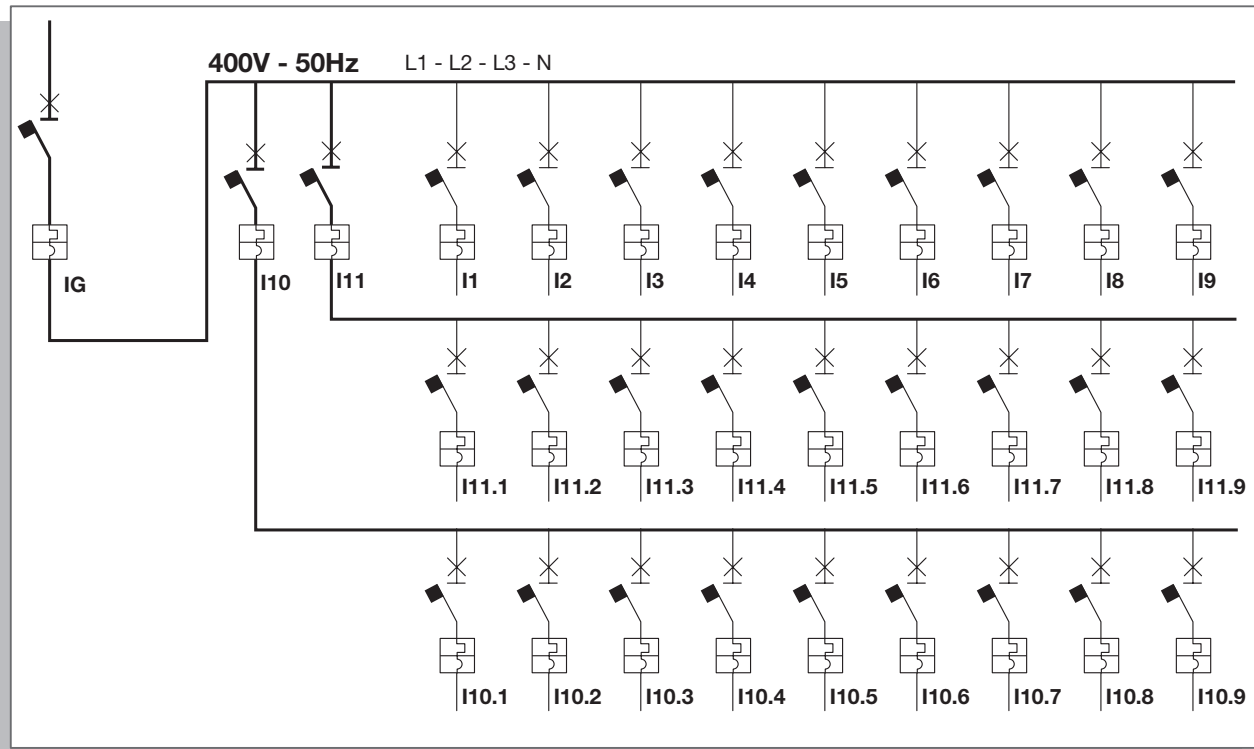 400V - 50Hz L1 - L2 - L3 - N
IG I10 I11 I1 I2 I3 I4 I5 I6 I7 I8 I9
I11.1 I11.2 I11.3 I11.4 I11.5 I11.6 I11.7 I11.8 I11.9
I10.1 I10.2 I10.3 I10.4 I10.5 I10.6 I10.7 I10.8 I10.9